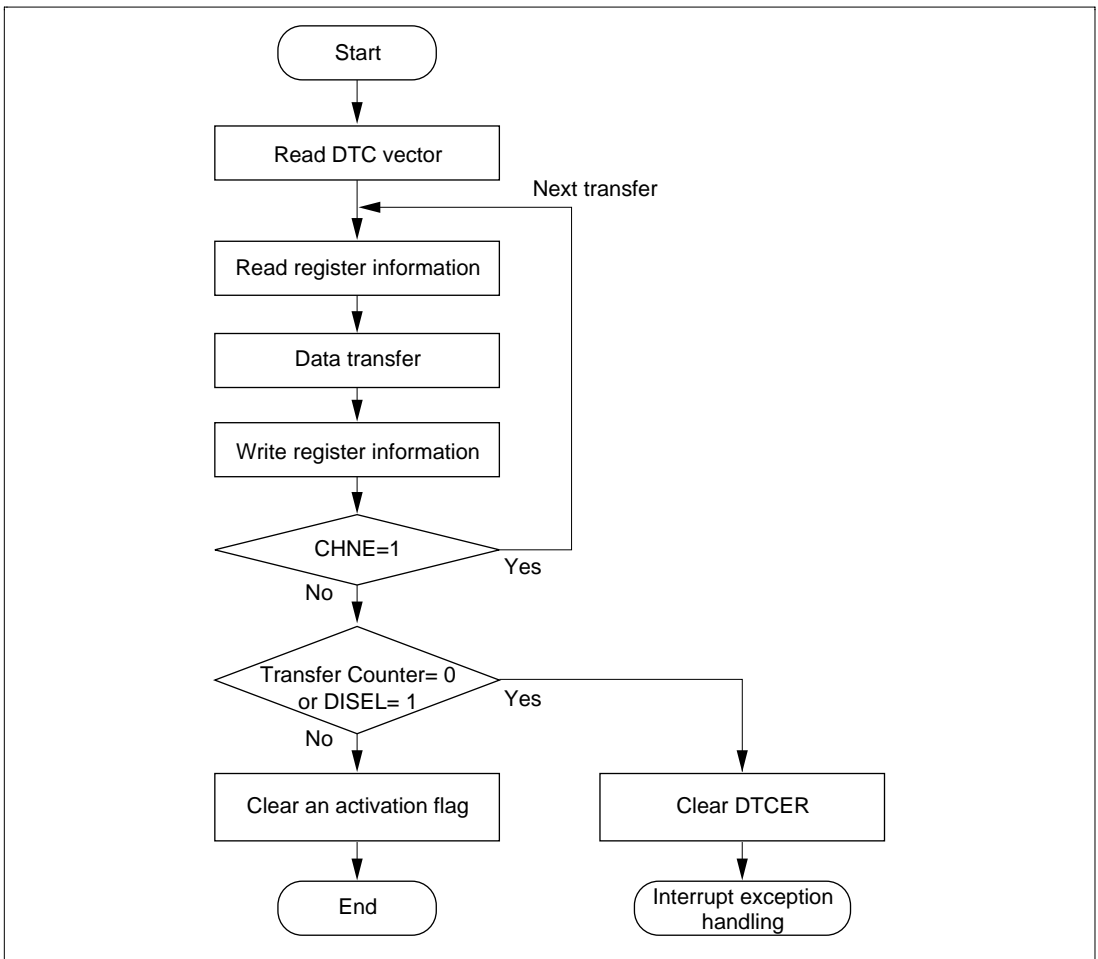 Start
Read DTC vector
Next transfer
Read register information
Data transfer
Write register information
CHNE=1
Yes
No
Transfer Counter= 0
or DISEL= 1
Yes
No
Clear an activation flag
Clear DTCER
End
Interrupt exception
handling